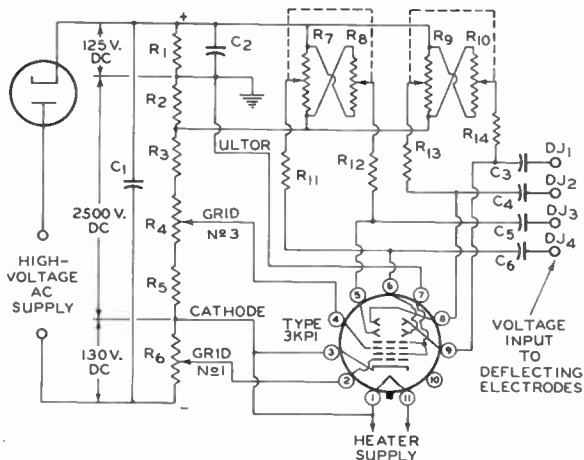 +
125 V.
DC
R1
C2
R7
R8
R9
R10
R2
ULTOR
R3
C1
R14
R13
R12
R11
C3
DJ1
C4
DJ2
C5
DJ3
C6
DJ4
2500 V.
DC
R4
GRID
№3
HIGH-
VOLTAGE
AC
SUPPLY
R5
CATHODE
130 V.
DC
R6
GRID
№1
TYPE
3KP1
1
2
3
4
5
6
7
8
9
10
11
VOLTAGE
INPUT
TO
DEFLECTING
ELECTRODES
-
HEATER
SUPPLY